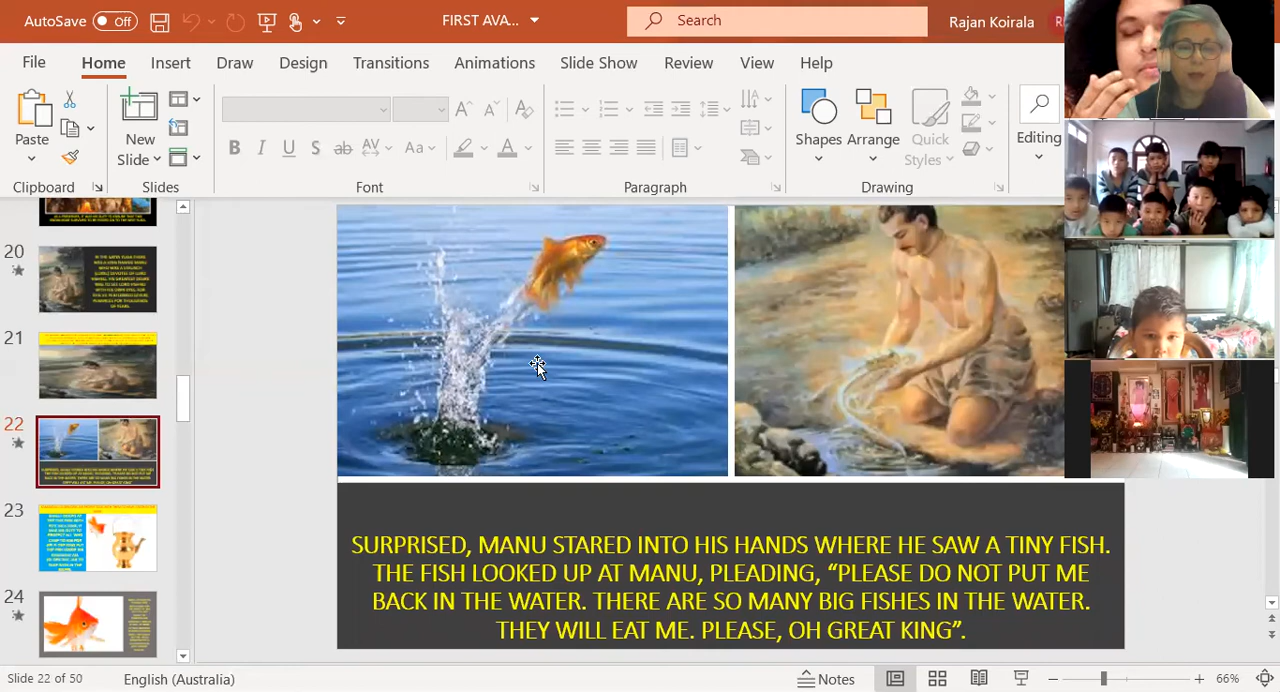 AutoSave Off FIRST AVA... Search Rajan Koirala
File Home Insert Draw Design Transitions Animations Slide Show Review View Help
Paste New Slide Shapes Arrange Quick Styles Editing
Clipboard Slides Font Paragraph Drawing
20
21
22
23
24
SURPRISED, MANU STARED INTO HIS HANDS WHERE HE SAW A TINY FISH.
THE FISH LOOKED UP AT MANU, PLEADING, “PLEASE DO NOT PUT ME
BACK IN THE WATER. THERE ARE SO MANY BIG FISHES IN THE WATER.
THEY WILL EAT ME. PLEASE, OH GREAT KING”.
Slide 22 of 50 English (Australia) Notes 66%